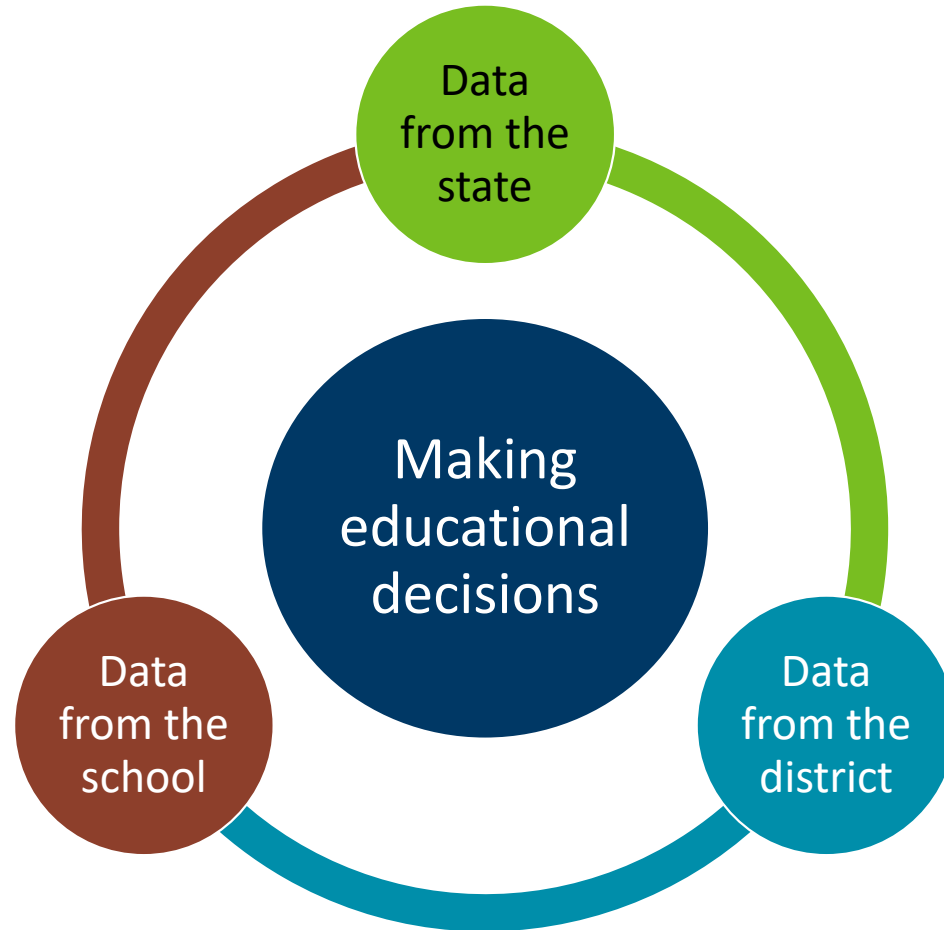 Data
from the
state
Making
educational
decisions
Data
from the
school
Data
from the
district